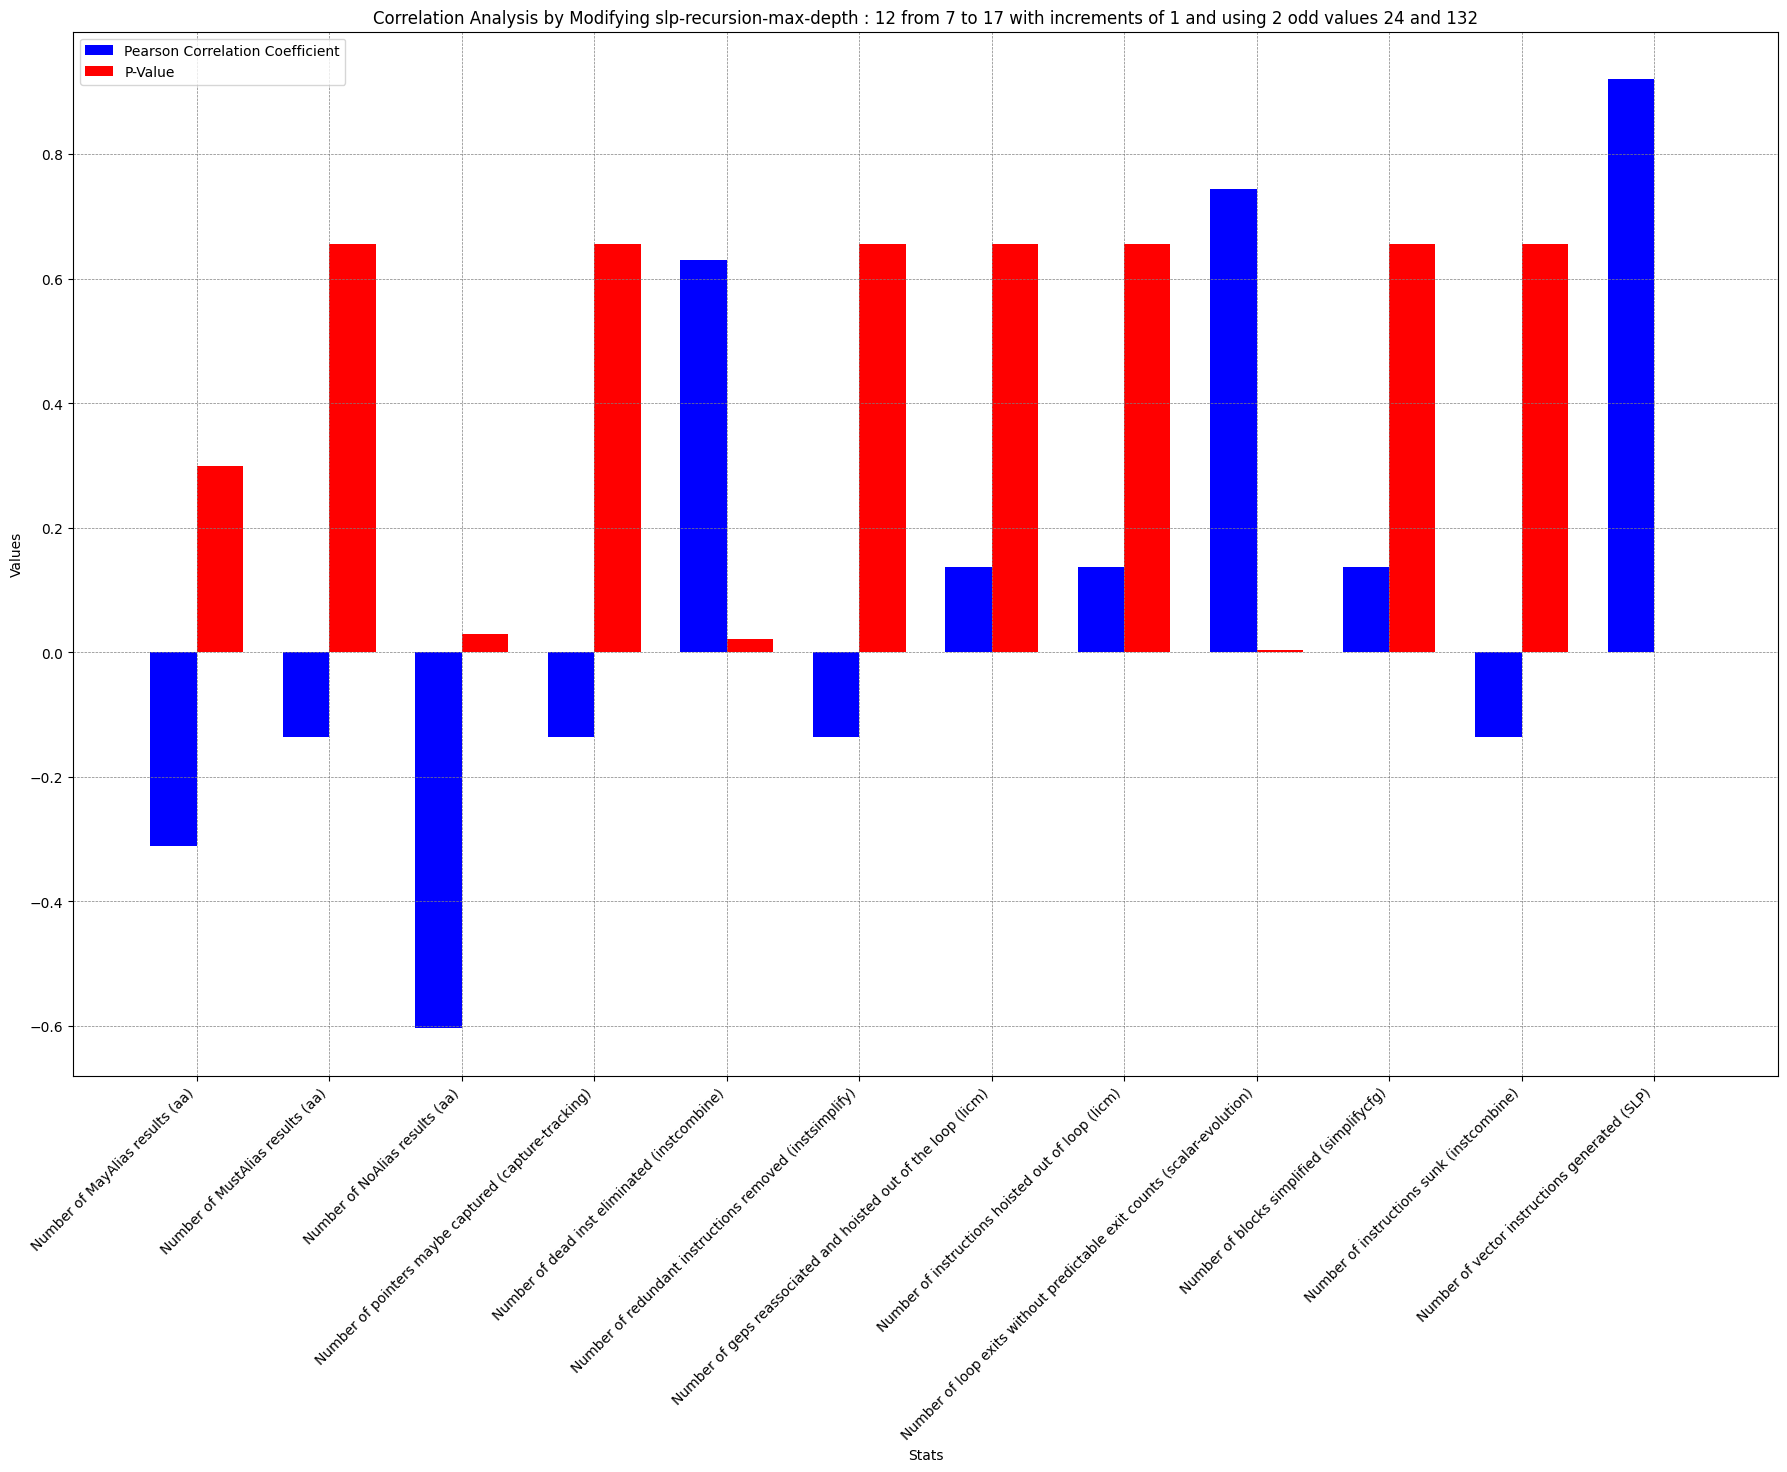 Correlation Analysis by Modifying slp-recursion-max-depth : 12 from 7 to 17 with increments of 1 and using 2 odd values 24 and 132
Pearson Correlation Coefficient
P-Value
Values
0.8
0.6
0.4
0.2
0.0
−0.2
−0.4
−0.6
Number of MayAlias results (aa)
Number of MustAlias results (aa)
Number of NoAlias results (aa)
Number of pointers maybe captured (capture-tracking)
Number of dead inst eliminated (instcombine)
Number of redundant instructions removed (instsimplify)
Number of geps reassociated and hoisted out of the loop (licm)
Number of instructions hoisted out of loop (licm)
Number of loop exits without predictable exit counts (scalar-evolution)
Number of blocks simplified (simplifycfg)
Number of instructions sunk (instcombine)
Number of vector instructions generated (SLP)
Stats